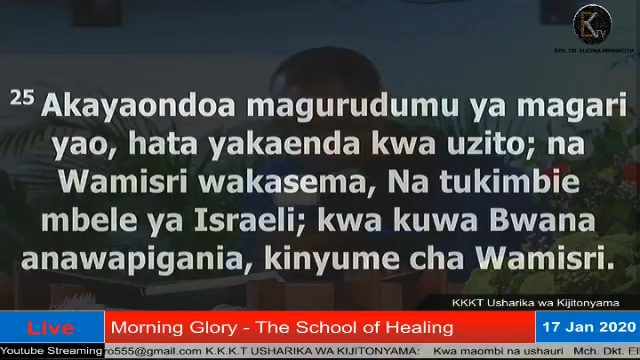 25 Akayaondoa magurudumu ya magari
yao, hata yakaenda kwa uzito; na
Wamisri wakasema, Na tukimbie
mbele ya Israeli; kwa kuwa Bwana
anawapigania, kinyume cha Wamisri.
KKKT Usharika wa Kijitonyama
Live Morning Glory - The School of Healing 17 Jan 2020
Youtube Streaming ro555@gmail.com K.K.K.T USHARIKA WA KIJITONYAMA: Kwa maombi na ushauri Mch. Dkt. El